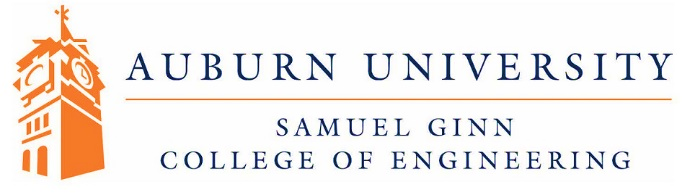 AUBURN UNIVERSITY
SAMUEL GINN
COLLEGE OF ENGINEERING